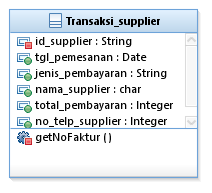 Transaksi_supplier
id_supplier : String
tgl_pemesanan : Date
jenis_pembayaran : String
nama_supplier : char
total_pembayaran : Integer
no_telp_supplier : Integer
getNoFaktur ( )